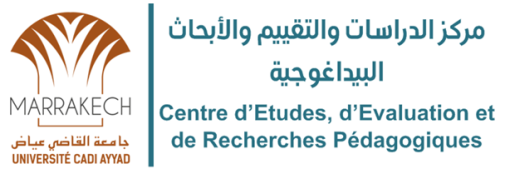 MARRAKECH
جامعة القاضي عياض
UNIVERSITÉ CADI AYYAD
مركز الدراسات والتقييم والأبحاث
البيداغوجية
Centre d'Etudes, d'Evaluation et
de Recherches Pédagogiques